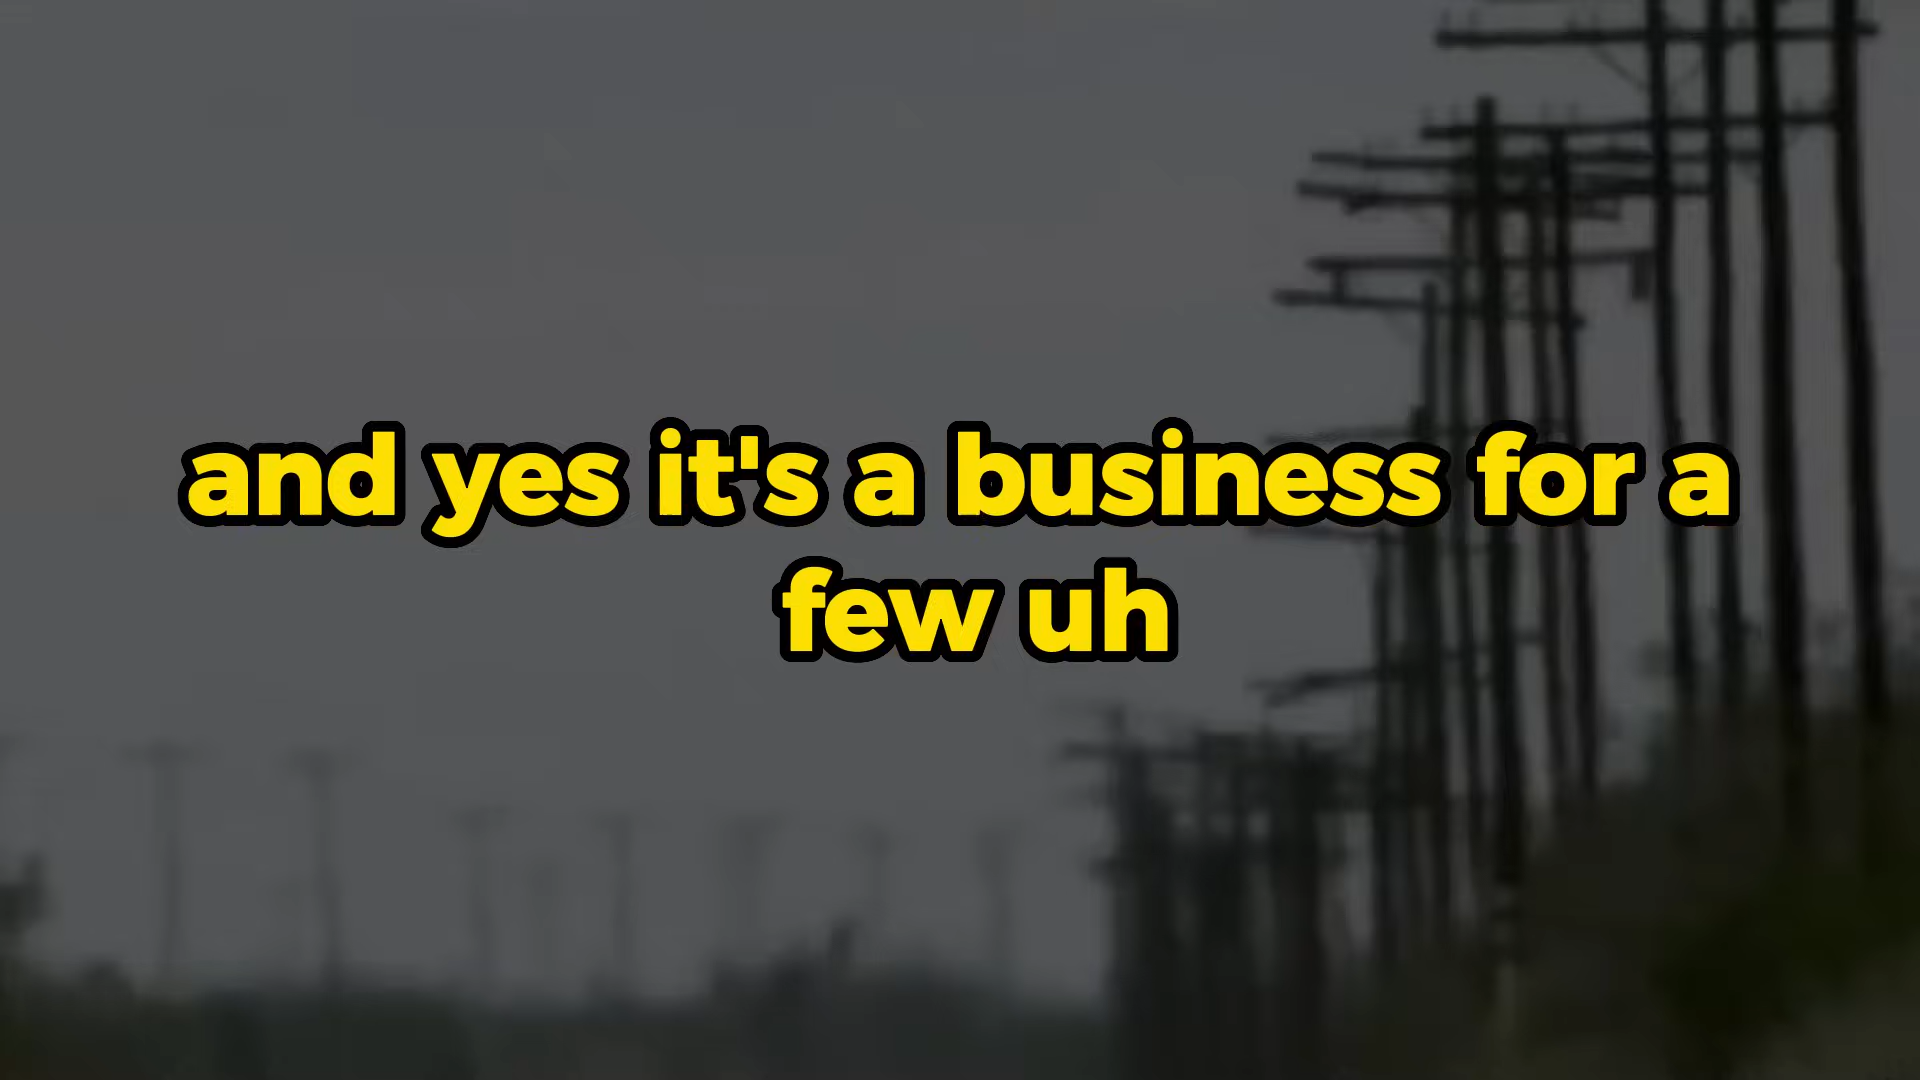 and yes it's a business for a
few uh